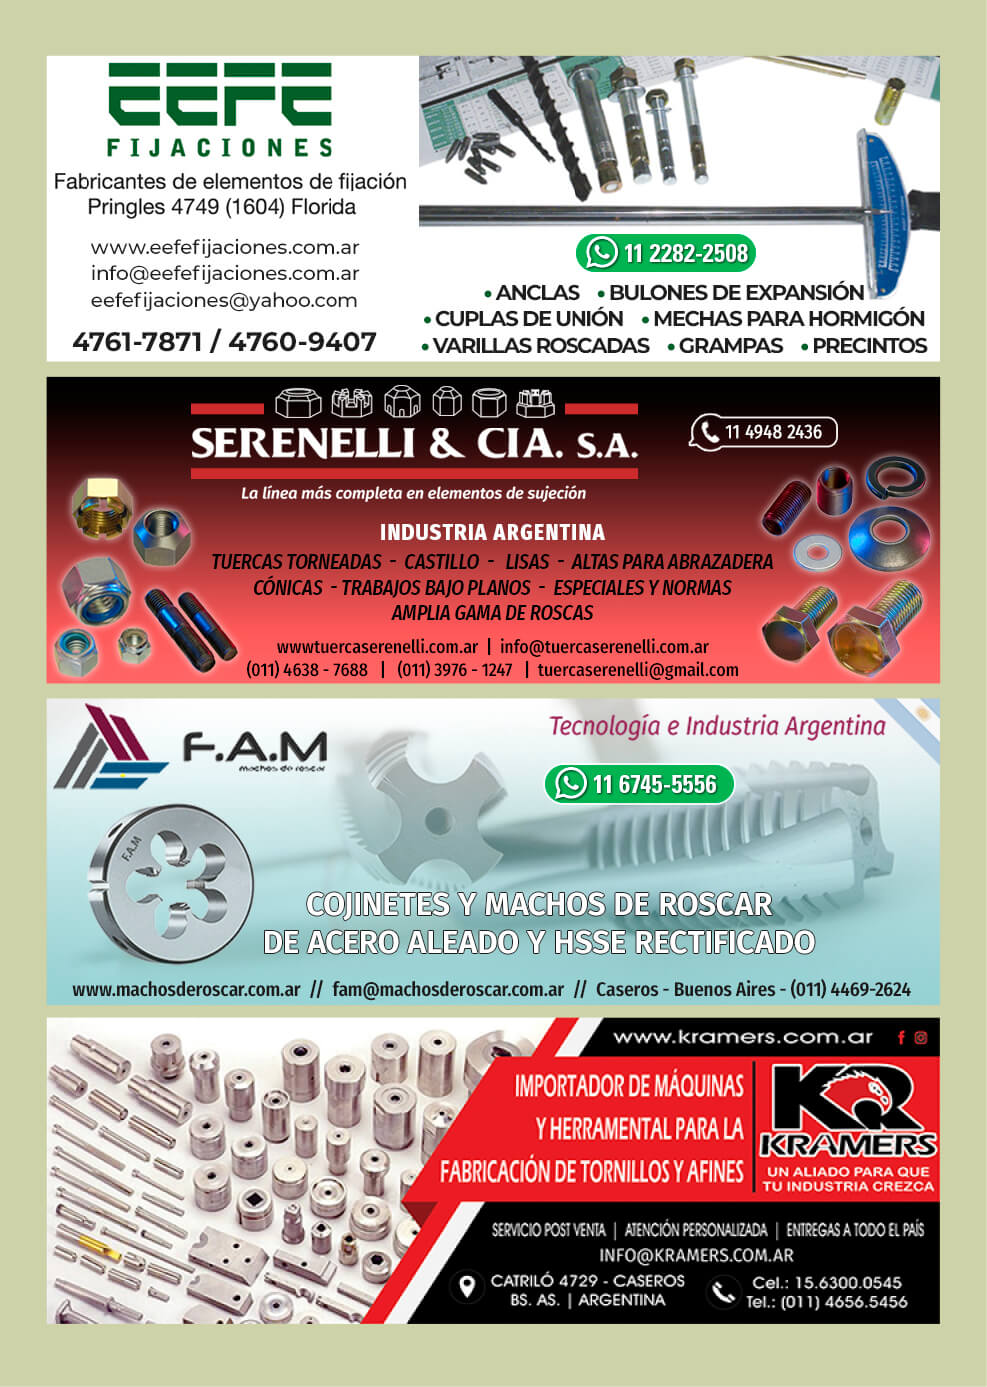 EEFE
FIJACIONES
Fabricantes de elementos de fijación
Pringles 4749 (1604) Florida
www.eefefijaciones.com.ar
info@eefefijaciones.com.ar
eefefijaciones@yahoo.com
4761-7871 / 4760-9407
11 2282-2508
• ANCLAS • BULONES DE EXPANSIÓN
• CUPLAS DE UNIÓN • MECHAS PARA HORMIGÓN
• VARILLAS ROSCADAS • GRAMPAS • PRECINTOS
SERENELLI & CIA. S.A.
11 4948 2436
La línea más completa en elementos de sujeción
INDUSTRIA ARGENTINA
TUERCAS TORNEADAS - CASTILLO - LISAS - ALTAS PARA ABRAZADERA
CÓNICAS - TRABAJOS BAJO PLANOS - ESPECIALES Y NORMAS
AMPLIA GAMA DE ROSCAS
wwwtuercaserenelli.com.ar | info@tuercaserenelli.com.ar
(011) 4638 - 7688 | (011) 3976 - 1247 | tuercaserenelli@gmail.com
F.A.M
machos de roscar
Tecnología e Industria Argentina
11 6745-5556
F.A.M
COJINETES Y MACHOS DE ROSCAR
DE ACERO ALEADO Y HSSE RECTIFICADO
www.machosderoscar.com.ar // fam@machosderoscar.com.ar // Caseros - Buenos Aires - (011) 4469-2624
www.kramers.com.ar
IMPORTADOR DE MÁQUINAS
Y HERRAMENTAL PARA LA
FABRICACIÓN DE TORNILLOS Y AFINES
KR
KRAMERS
UN ALIADO PARA QUE
TU INDUSTRIA CREZCA
SERVICIO POST VENTA | ATENCIÓN PERSONALIZADA | ENTREGAS A TODO EL PAÍS
INFO@KRAMERS.COM.AR
CATRILÓ 4729 - CASEROS
BS. AS. | ARGENTINA
Cel.: 15.6300.0545
Tel.: (011) 4656.5456